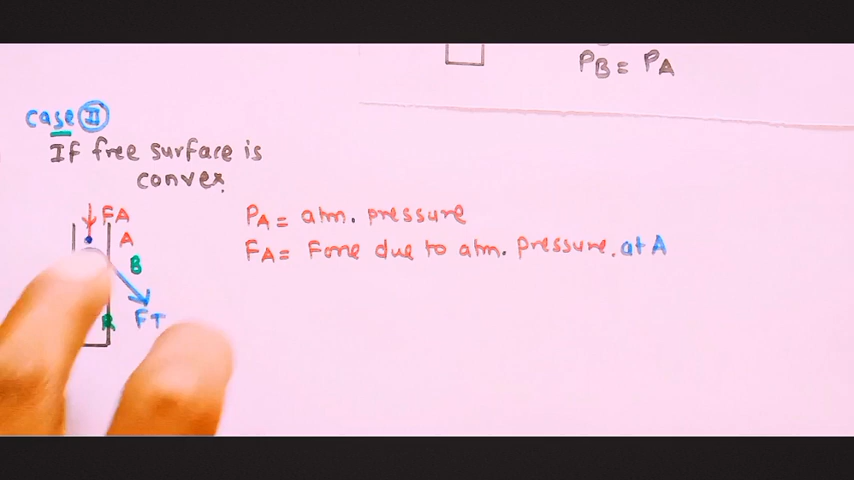 PB = PA
Case II
If free surface is
convex
FA
A
B
FT
R
PA = atm. pressure
FA = Force due to atm. pressure. at A